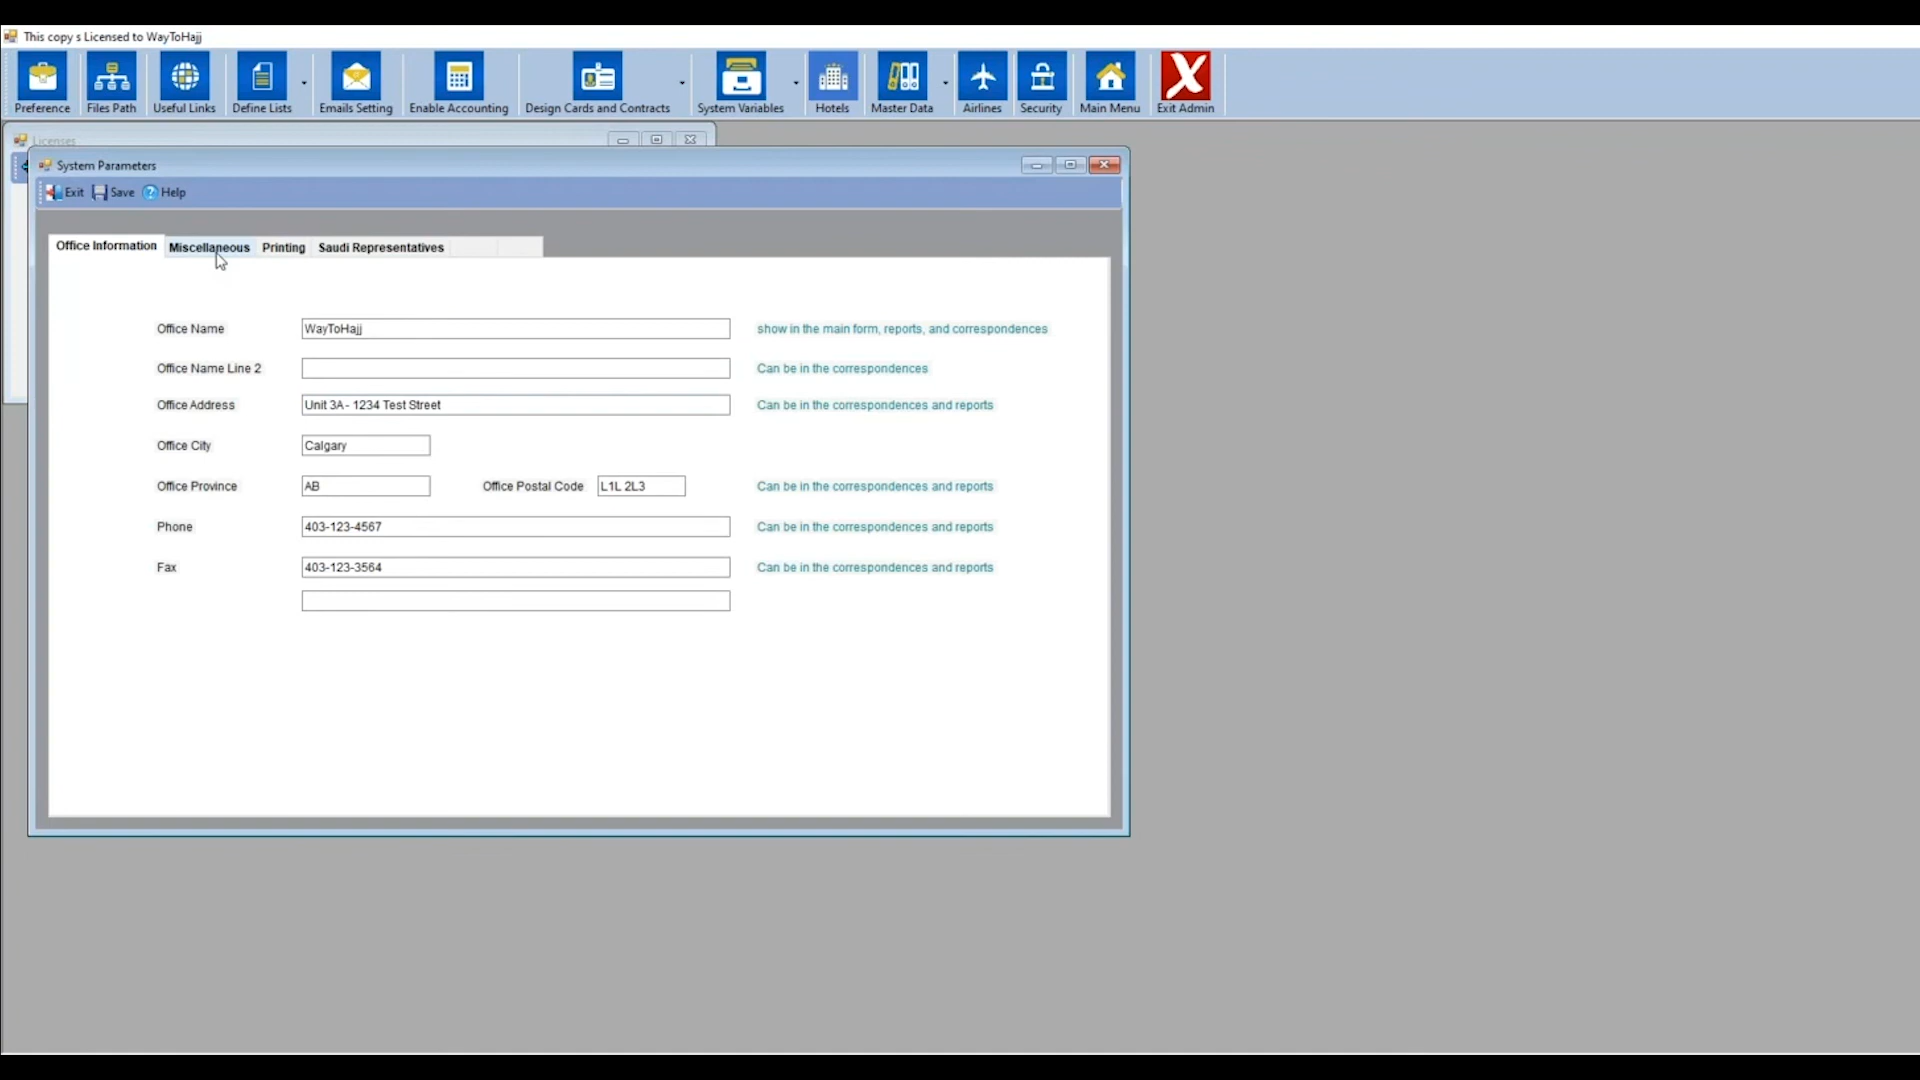 This copy s Licensed to WayToHajj
Preference Files Path Useful Links Define Lists Emails Setting Enable Accounting Design Cards and Contracts System Variables Hotels Master Data Airlines Security Main Menu Exit Admin
Licenses
System Parameters
Exit Save Help
Office Information Miscellaneous Printing Saudi Representatives
Office Name WayToHajj show in the main form, reports, and correspondences
Office Name Line 2 Can be in the correspondences
Office Address Unit 3A- 1234 Test Street Can be in the correspondences and reports
Office City Calgary
Office Province AB Office Postal Code L1L 2L3 Can be in the correspondences and reports
Phone 403-123-4567 Can be in the correspondences and reports
Fax 403-123-3564 Can be in the correspondences and reports